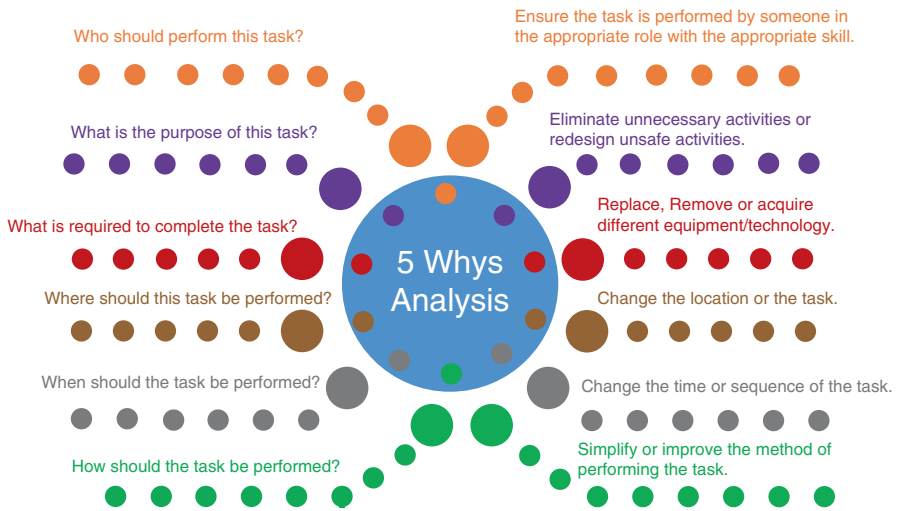 Who should perform this task?
Ensure the task is performed by someone in
the appropriate role with the appropriate skill.
What is the purpose of this task?
Eliminate unnecessary activities or
redesign unsafe activities.
What is required to complete the task?
Replace, Remove or acquire
different equipment/technology.
5 Whys
Analysis
Where should this task be performed?
Change the location or the task.
When should the task be performed?
Change the time or sequence of the task.
How should the task be performed?
Simplify or improve the method of
performing the task.